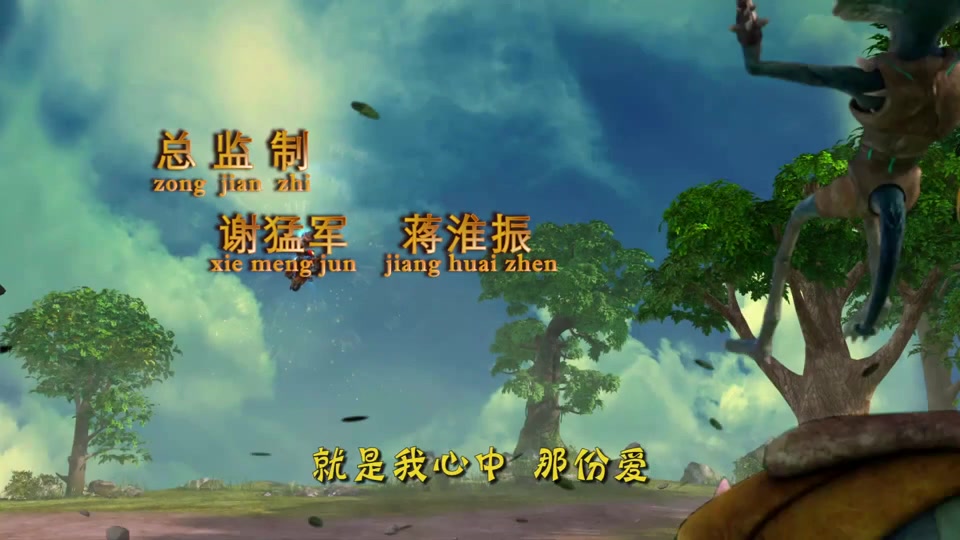 总监制
zong jian zhi
谢猛军 蒋淮振
xie meng jun jiang huai zhen
就是我心中 那份爱